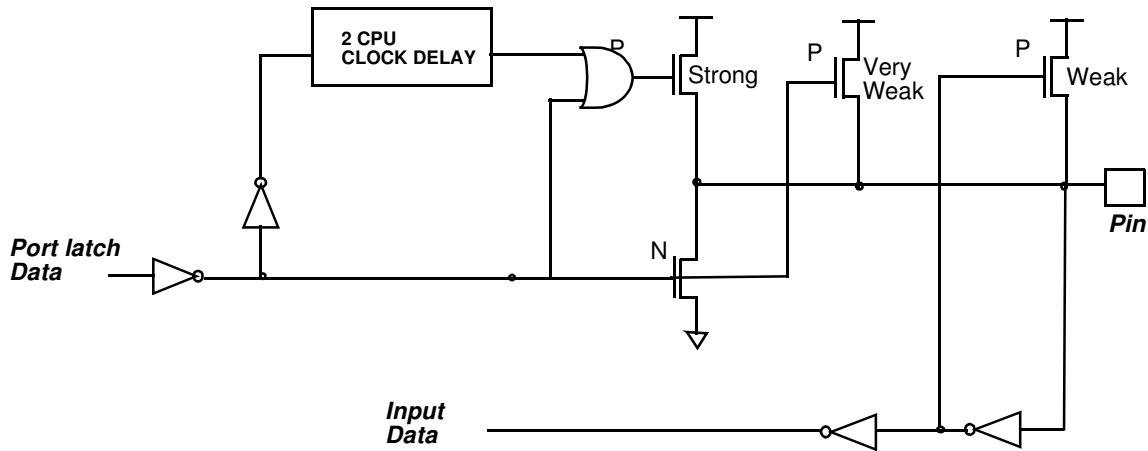 2 CPU
CLOCK DELAY
P
Strong
P
Very
Weak
P
Weak
Pin
Port latch
Data
N
Input
Data